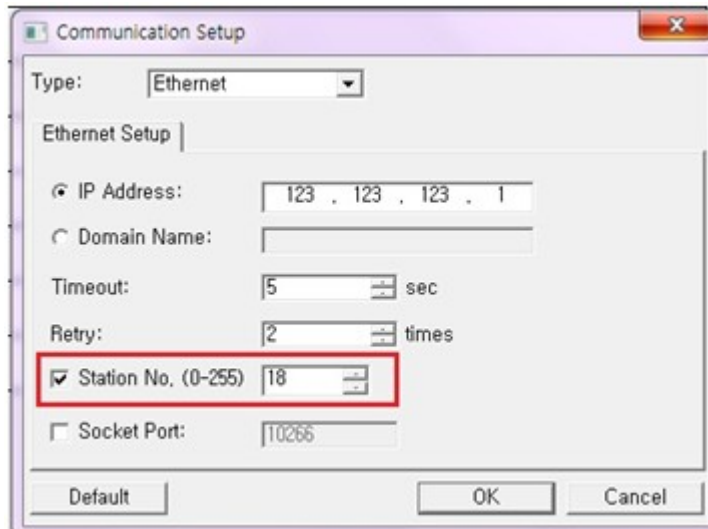 Communication Setup
Type: Ethernet
Ethernet Setup
IP Address: 123 . 123 . 123 . 1
Domain Name:
Timeout: 5 sec
Retry: 2 times
Station No. (0-255) 18
Socket Port: 10266
Default OK Cancel